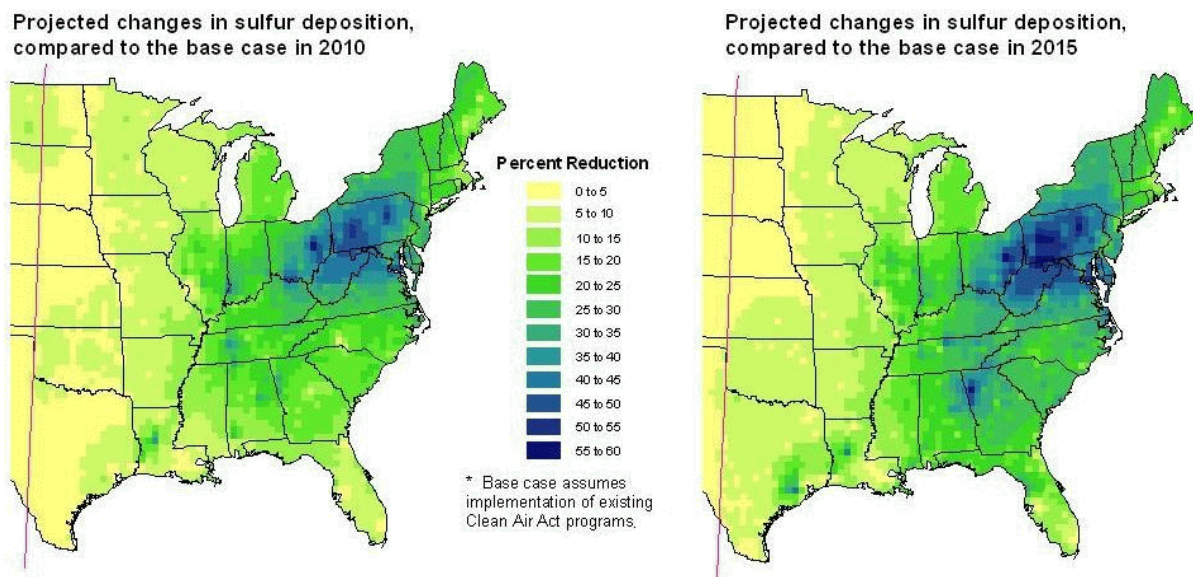 Projected changes in sulfur deposition,
compared to the base case in 2010
Projected changes in sulfur deposition,
compared to the base case in 2015
Percent Reduction
0 to 5
5 to 10
10 to 15
15 to 20
20 to 25
25 to 30
30 to 35
35 to 40
40 to 45
45 to 50
50 to 55
55 to 60
* Base case assumes
implementation of existing
Clean Air Act programs.